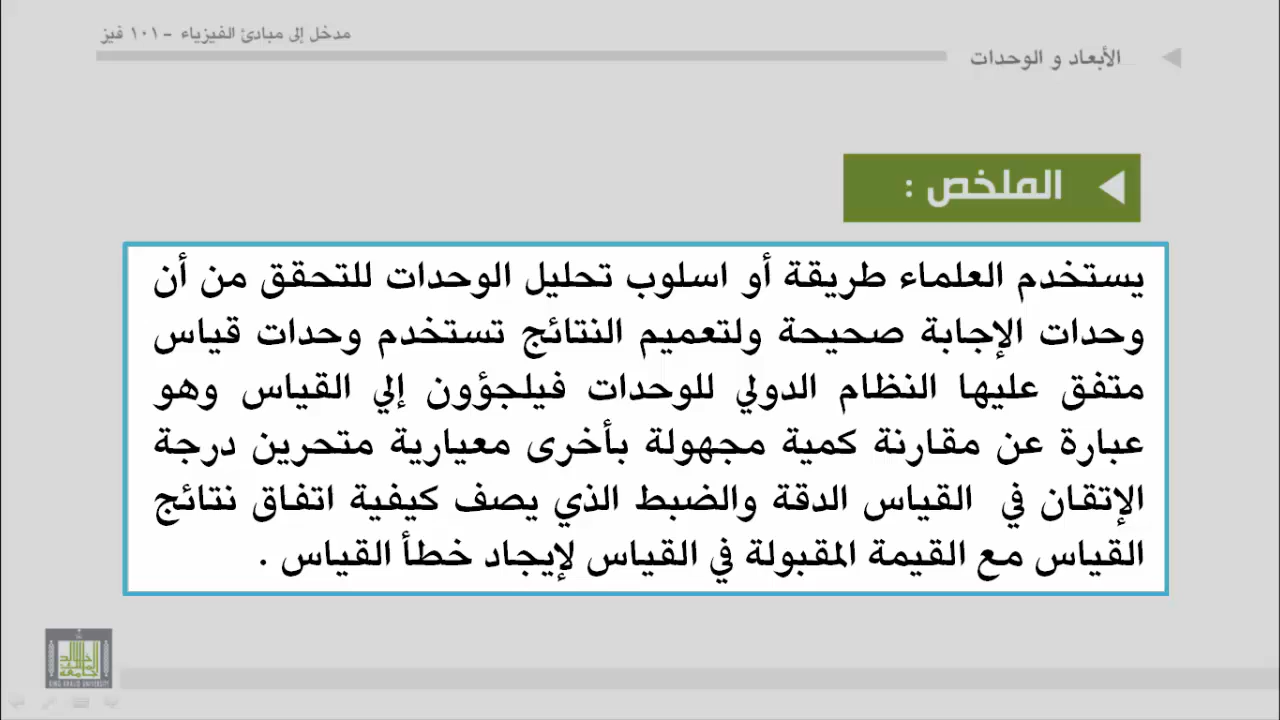 مدخل إلى مبادئ الفيزياء - ١٠١ فيز
الأبعاد و الوحدات
الملخص :
يستخدم العلماء طريقة أو اسلوب تحليل الوحدات للتحقق من أن
وحدات الإجابة صحيحة ولتعميم النتائج تستخدم وحدات قياس
متفق عليها النظام الدولي للوحدات فيلجؤون إلي القياس وهو
عبارة عن مقارنة كمية مجهولة بأخرى معيارية متحرين درجة
الإتقان في القياس الدقة والضبط الذي يصف كيفية اتفاق نتائج
القياس مع القيمة المقبولة في القياس لإيجاد خطأ القياس .
KING KHALID UNIVERSITY